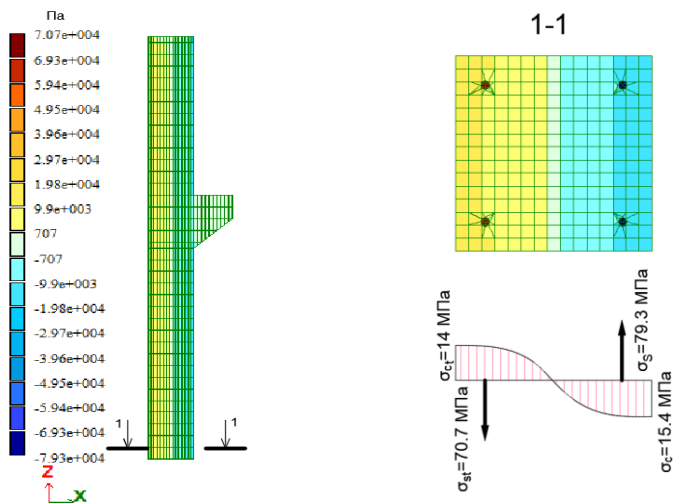 Па
7.07e+004
6.93e+004
5.94e+004
4.95e+004
3.96e+004
2.97e+004
1.98e+004
9.9e+003
707
-707
-9.9e+003
-1.98e+004
-2.97e+004
-3.96e+004
-4.95e+004
-5.94e+004
-6.93e+004
-7.93e+004
1
1
Z
X
1-1
σct=14 МПа
σst=70.7 МПа
σS=79.3 МПа
σc=15.4 МПа